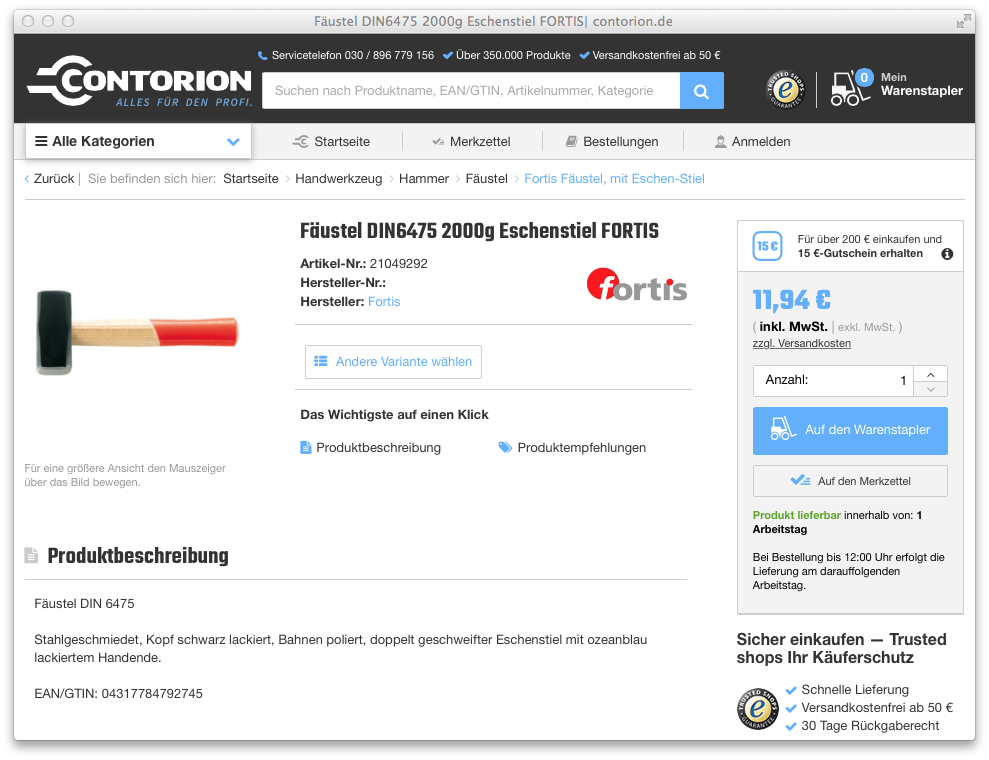 Fäustel DIN6475 2000g Eschenstiel FORTIS| contorion.de
Servicetelefon 030 / 896 779 156 Über 350.000 Produkte Versandkostenfrei ab 50 €
CONTORION
ALLES FÜR DEN PROFI.
Suchen nach Produktname, EAN/GTIN, Artikelnummer, Kategorie
TRUSTED SHOPS
e
GUARANTEE
0
Mein
Warenstapler
Alle Kategorien
Startseite
Merkzettel
Bestellungen
Anmelden
‹ Zurück | Sie befinden sich hier: Startseite › Handwerkzeug › Hammer › Fäustel › Fortis Fäustel, mit Eschen-Stiel
Fäustel DIN6475 2000g Eschenstiel FORTIS
Artikel-Nr.: 21049292
Hersteller-Nr.:
Hersteller: Fortis
fortis
Andere Variante wählen
Das Wichtigste auf einen Klick
Produktbeschreibung
Produktempfehlungen
Für eine größere Ansicht den Mauszeiger
über das Bild bewegen.
15 €
Für über 200 € einkaufen und
15 €-Gutschein erhalten
11,94 €
( inkl. MwSt. | exkl. MwSt. )
zzgl. Versandkosten
Anzahl: 1
Auf den Warenstapler
Auf den Merkzettel
Produkt lieferbar innerhalb von: 1
Arbeitstag
Bei Bestellung bis 12:00 Uhr erfolgt die
Lieferung am darauffolgenden
Arbeitstag.
Produktbeschreibung
Fäustel DIN 6475
Stahlgeschmiedet, Kopf schwarz lackiert, Bahnen poliert, doppelt geschweifter Eschenstiel mit ozeanblau
lackiertem Handende.
EAN/GTIN: 04317784792745
Sicher einkaufen — Trusted
shops Ihr Käuferschutz
TRUSTED SHOPS
e
GUARANTEE
Schnelle Lieferung
Versandkostenfrei ab 50 €
30 Tage Rückgaberecht